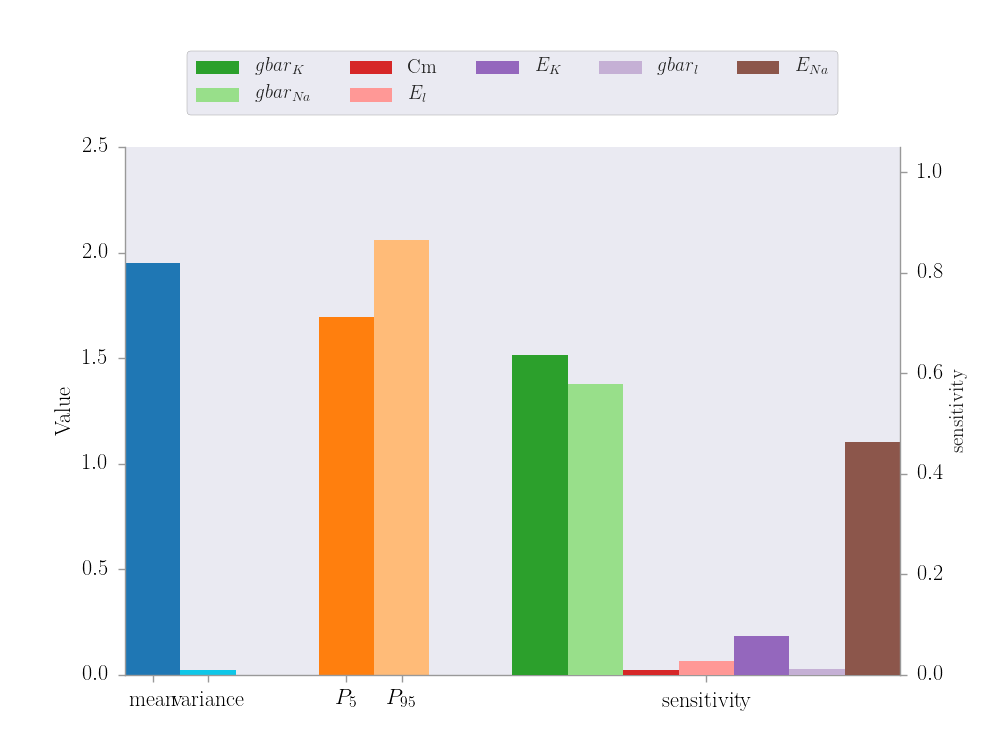 gbar_K Cm E_K gbar_l E_Na
gbar_Na E_l
2.5
2.0
1.5
1.0
0.5
0.0
Value
1.0
0.8
0.6
0.4
0.2
0.0
sensitivity
mean variance P_5 P_95 sensitivity